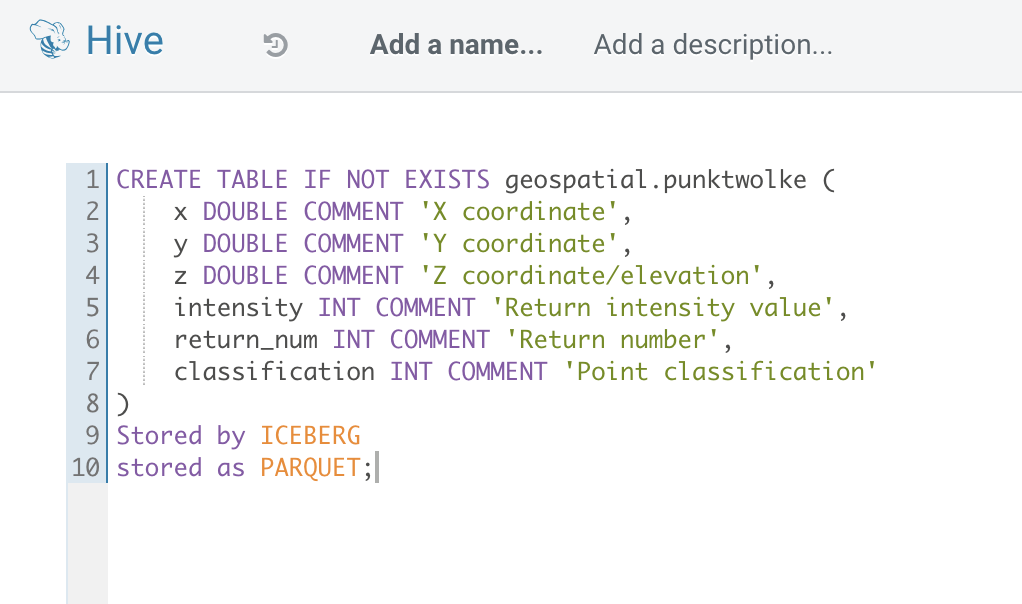 Hive Add a name... Add a description...
1 CREATE TABLE IF NOT EXISTS geospatial.punktwolke (
2     x DOUBLE COMMENT 'X coordinate',
3     y DOUBLE COMMENT 'Y coordinate',
4     z DOUBLE COMMENT 'Z coordinate/elevation',
5     intensity INT COMMENT 'Return intensity value',
6     return_num INT COMMENT 'Return number',
7     classification INT COMMENT 'Point classification'
8 )
9 Stored by ICEBERG
10 stored as PARQUET;